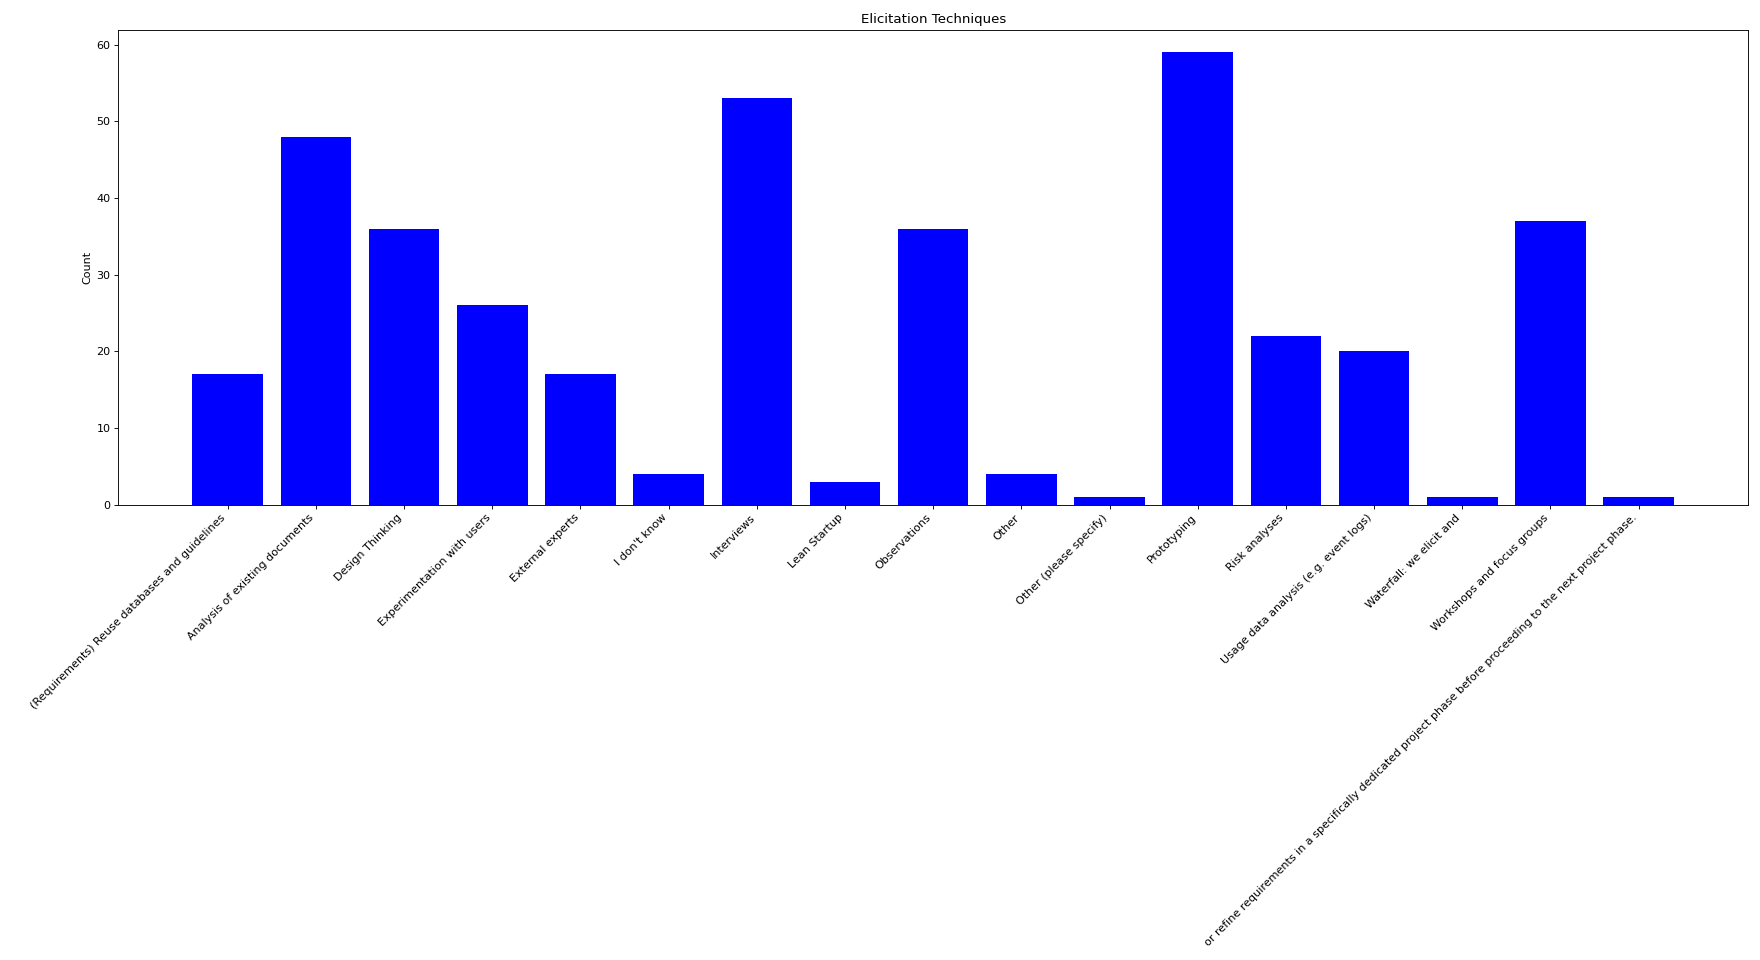 Elicitation Techniques
Count
60
50
40
30
20
10
0
(Requirements) Reuse databases and guidelines
Analysis of existing documents
Design Thinking
Experimentation with users
External experts
I don't know
Interviews
Lean Startup
Observations
Other
Other (please specify)
Prototyping
Risk analyses
Usage data analysis (e.g. event logs)
Waterfall: we elicit and
Workshops and focus groups
or refine requirements in a specifically dedicated project phase before proceeding to the next project phase.